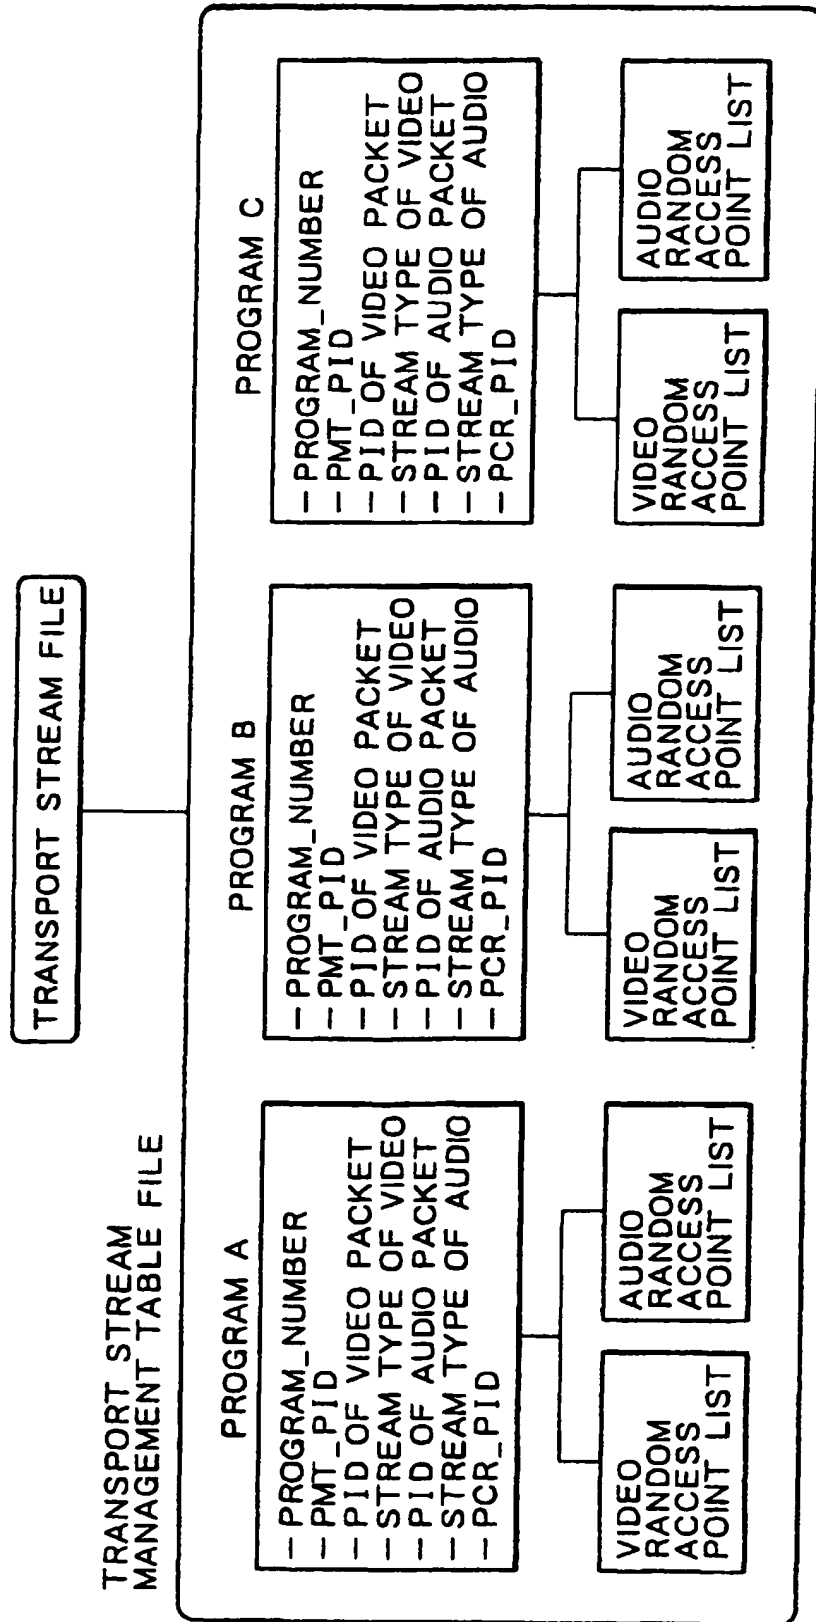 TRANSPORT STREAM FILE
TRANSPORT STREAM
MANAGEMENT TABLE FILE
PROGRAM A
-PROGRAM_NUMBER
-PMT_PID
-PID OF VIDEO PACKET
-STREAM TYPE OF VIDEO
-PID OF AUDIO PACKET
-STREAM TYPE OF AUDIO
-PCR_PID
VIDEO
RANDOM
ACCESS
POINT LIST
AUDIO
RANDOM
ACCESS
POINT LIST
PROGRAM B
-PROGRAM_NUMBER
-PMT_PID
-PID OF VIDEO PACKET
-STREAM TYPE OF VIDEO
-PID OF AUDIO PACKET
-STREAM TYPE OF AUDIO
-PCR_PID
VIDEO
RANDOM
ACCESS
POINT LIST
AUDIO
RANDOM
ACCESS
POINT LIST
PROGRAM C
-PROGRAM_NUMBER
-PMT_PID
-PID OF VIDEO PACKET
-STREAM TYPE OF VIDEO
-PID OF AUDIO PACKET
-STREAM TYPE OF AUDIO
-PCR_PID
VIDEO
RANDOM
ACCESS
POINT LIST
AUDIO
RANDOM
ACCESS
POINT LIST